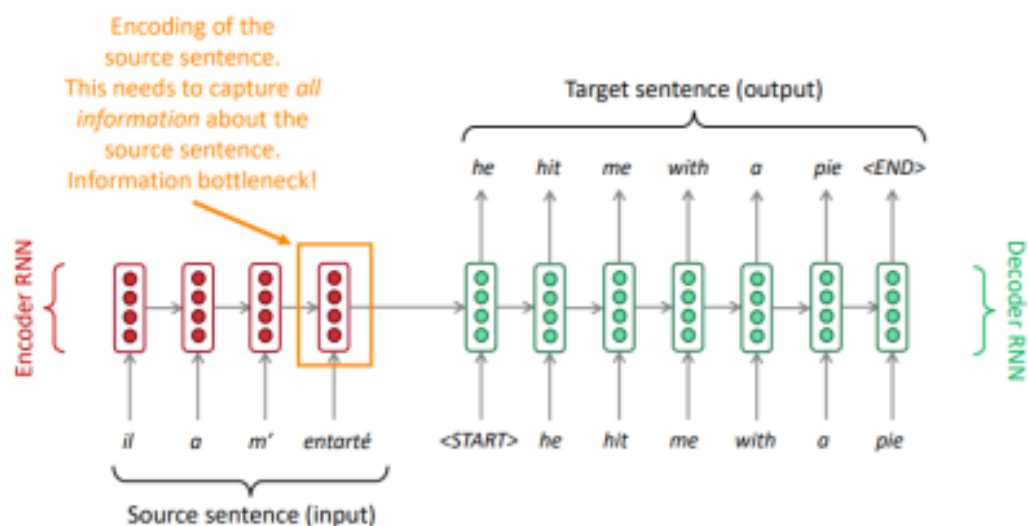 Encoding of the
source sentence.
This needs to capture all
information about the
source sentence.
Information bottleneck!
Target sentence (output)
he hit me with a pie <END>
Encoder RNN
Decoder RNN
il a m' entarté <START> he hit me with a pie
Source sentence (input)